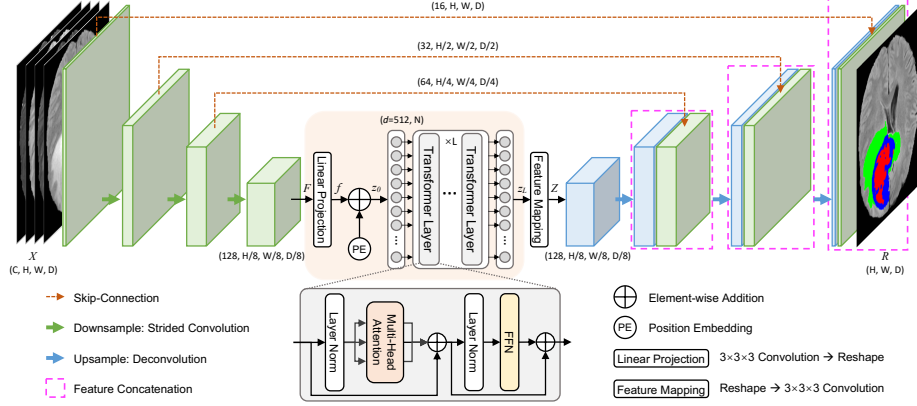 (16, H, W, D)
(32, H/2, W/2, D/2)
(64, H/4, W/4, D/4)
(d=512, N)
F
Linear Projection
f
z0
PE
Transformer Layer
×L
...
Transformer Layer
zL
Feature Mapping
Z
X
(C, H, W, D)
(128, H/8, W/8, D/8)
(128, H/8, W/8, D/8)
R
(H, W, D)
Layer Norm
Multi-Head Attention
Layer Norm
FFN
Skip-Connection
Downsample: Strided Convolution
Upsample: Deconvolution
Feature Concatenation
Element-wise Addition
PE Position Embedding
Linear Projection 3×3×3 Convolution → Reshape
Feature Mapping Reshape → 3×3×3 Convolution